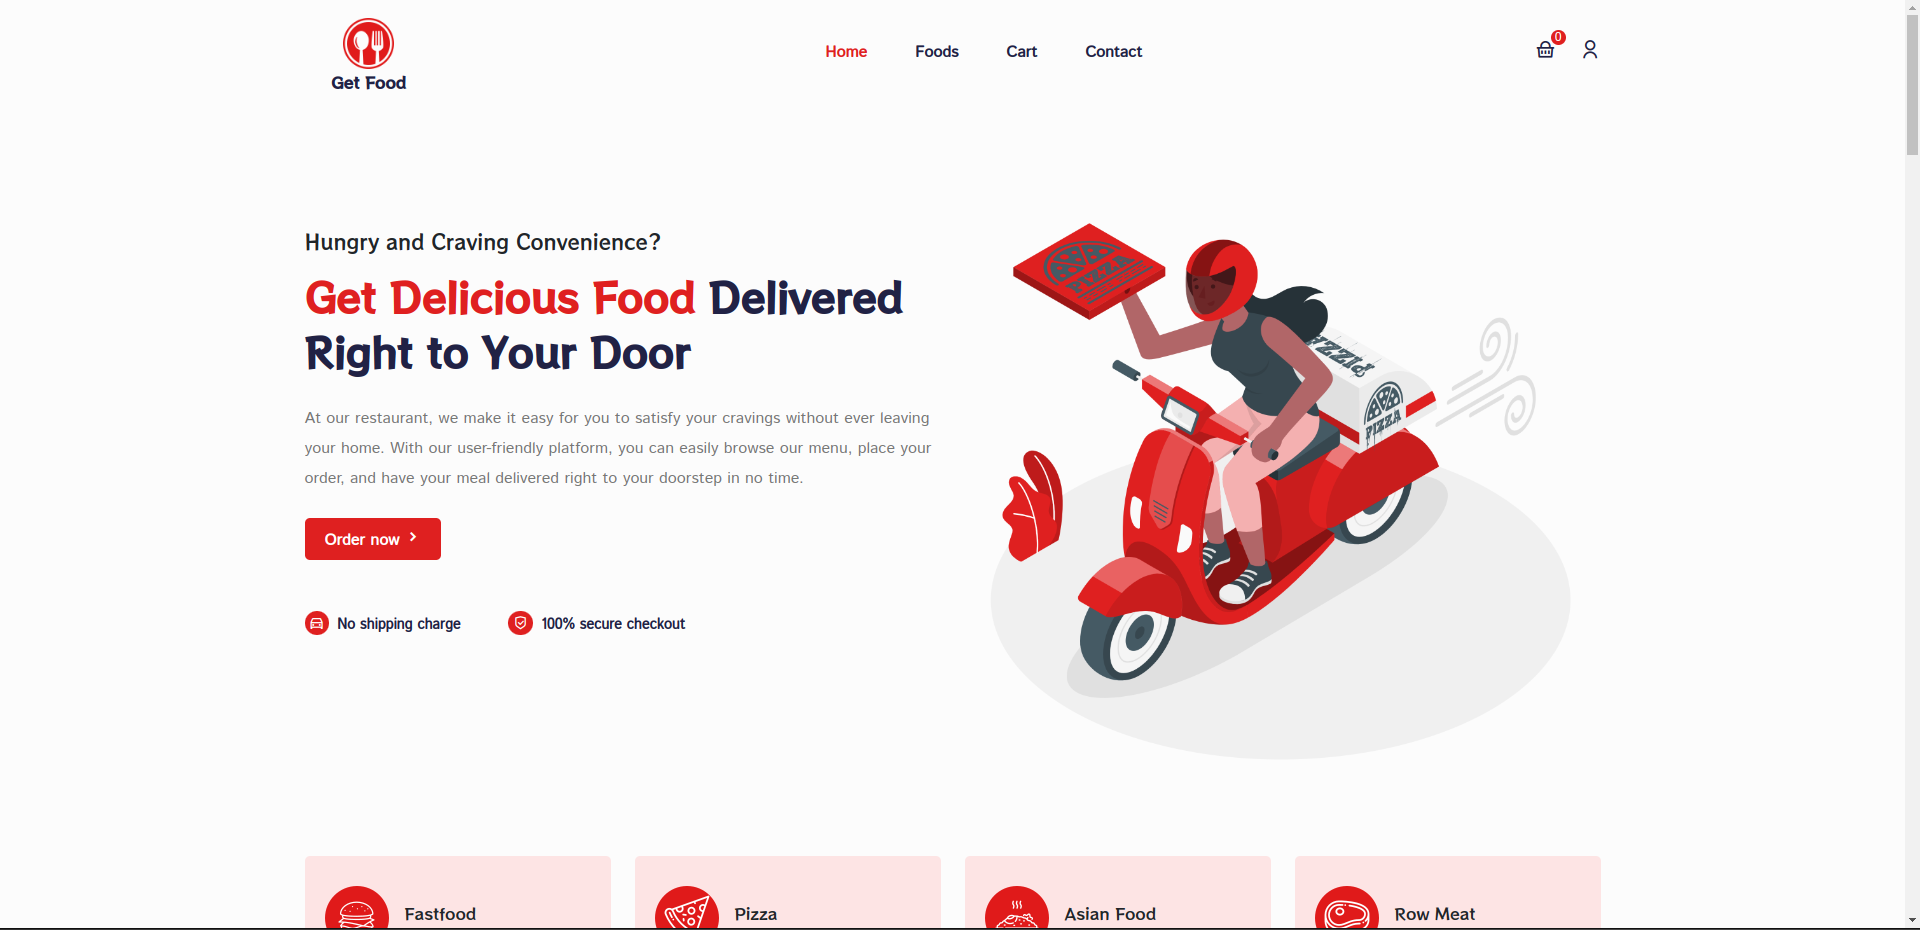 Get Food
Home
Foods
Cart
Contact
0
Hungry and Craving Convenience?
Get Delicious Food Delivered
Right to Your Door
At our restaurant, we make it easy for you to satisfy your cravings without ever leaving
your home. With our user-friendly platform, you can easily browse our menu, place your
order, and have your meal delivered right to your doorstep in no time.
Order now
No shipping charge
100% secure checkout
PIZZA
PIZZA
PIZZA
Fastfood
Pizza
Asian Food
Row Meat